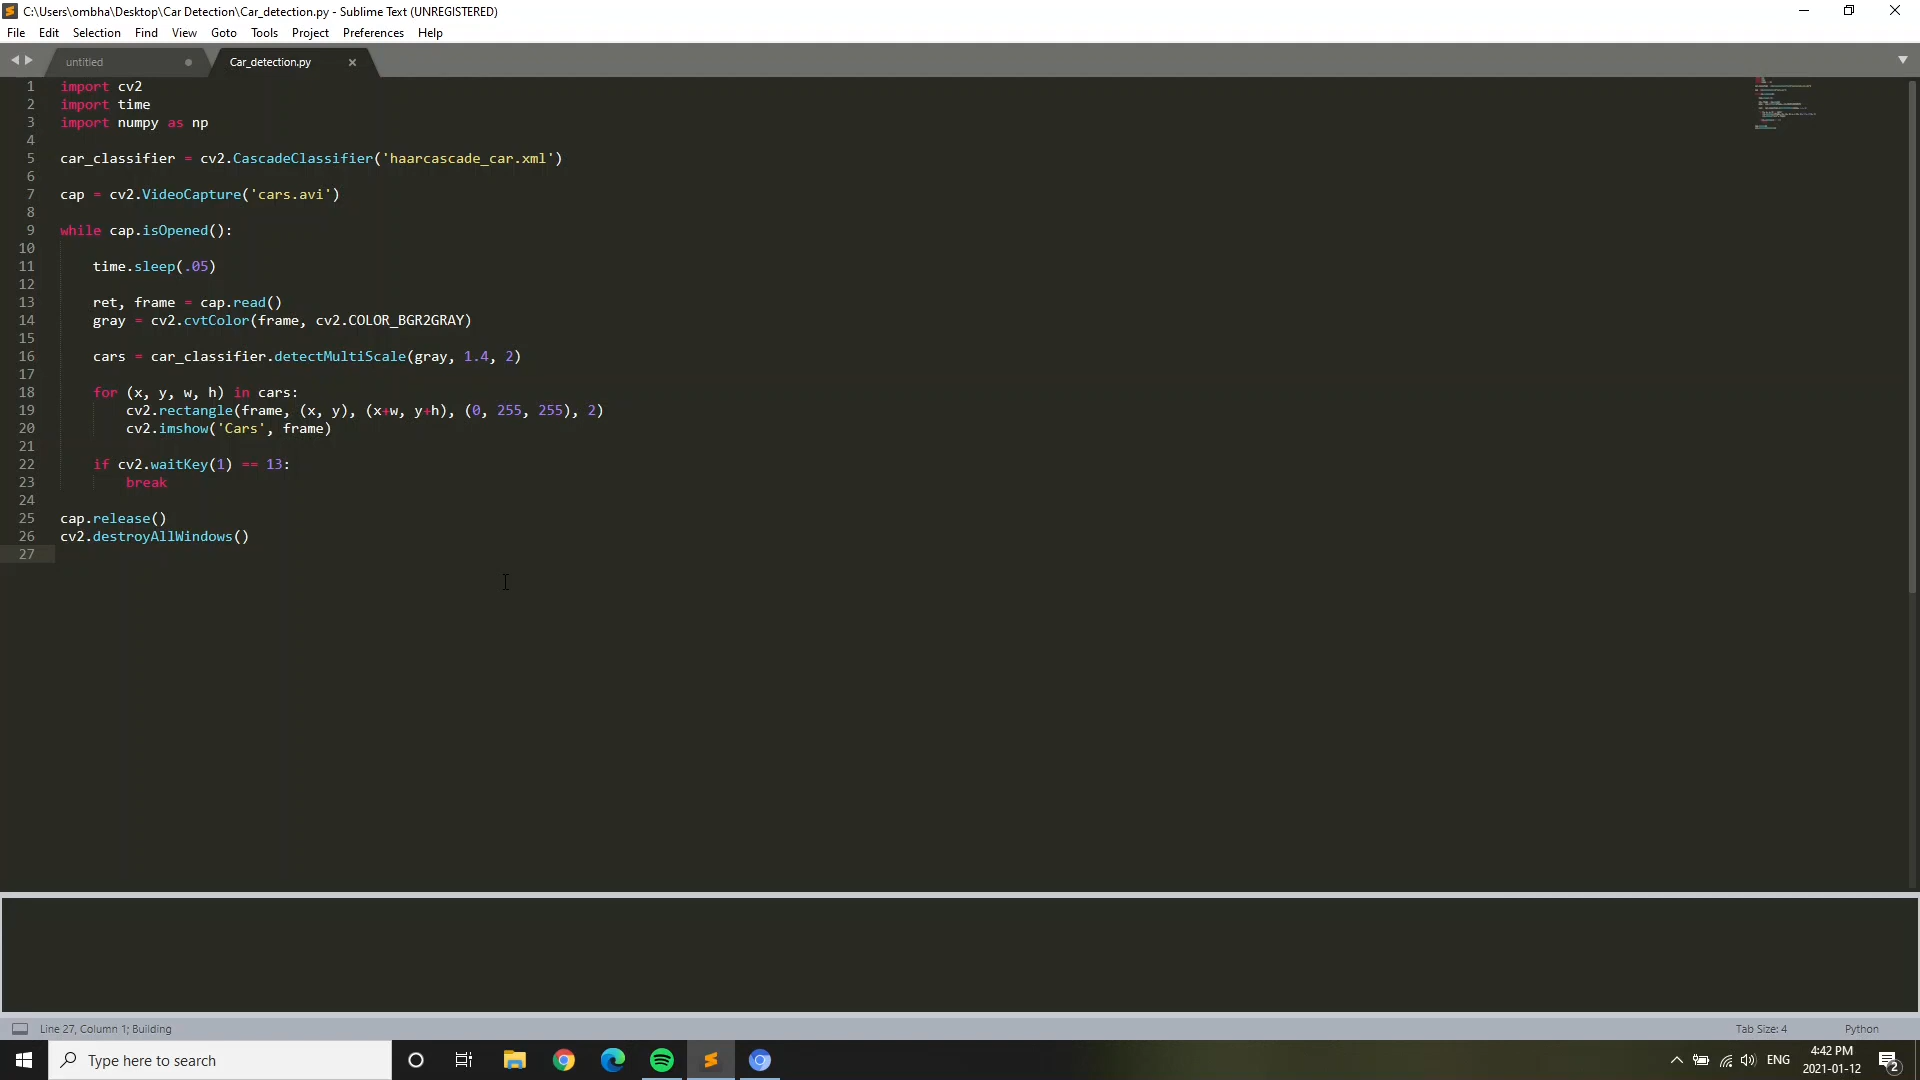 C:\Users\ombha\Desktop\Car Detection\Car_detection.py - Sublime Text (UNREGISTERED)
File Edit Selection Find View Goto Tools Project Preferences Help
untitled Car_detection.py
1 import cv2
2 import time
3 import numpy as np
4
5 car_classifier = cv2.CascadeClassifier('haarcascade_car.xml')
6
7 cap = cv2.VideoCapture('cars.avi')
8
9 while cap.isOpened():
10
11     time.sleep(.05)
12
13     ret, frame = cap.read()
14     gray = cv2.cvtColor(frame, cv2.COLOR_BGR2GRAY)
15
16     cars = car_classifier.detectMultiScale(gray, 1.4, 2)
17
18     for (x, y, w, h) in cars:
19         cv2.rectangle(frame, (x, y), (x+w, y+h), (0, 255, 255), 2)
20         cv2.imshow('Cars', frame)
21
22     if cv2.waitKey(1) == 13:
23         break
24
25 cap.release()
26 cv2.destroyAllWindows()
27
Line 27, Column 1; Building Tab Size: 4 Python
Type here to search ENG 4:42 PM
2021-01-12 2